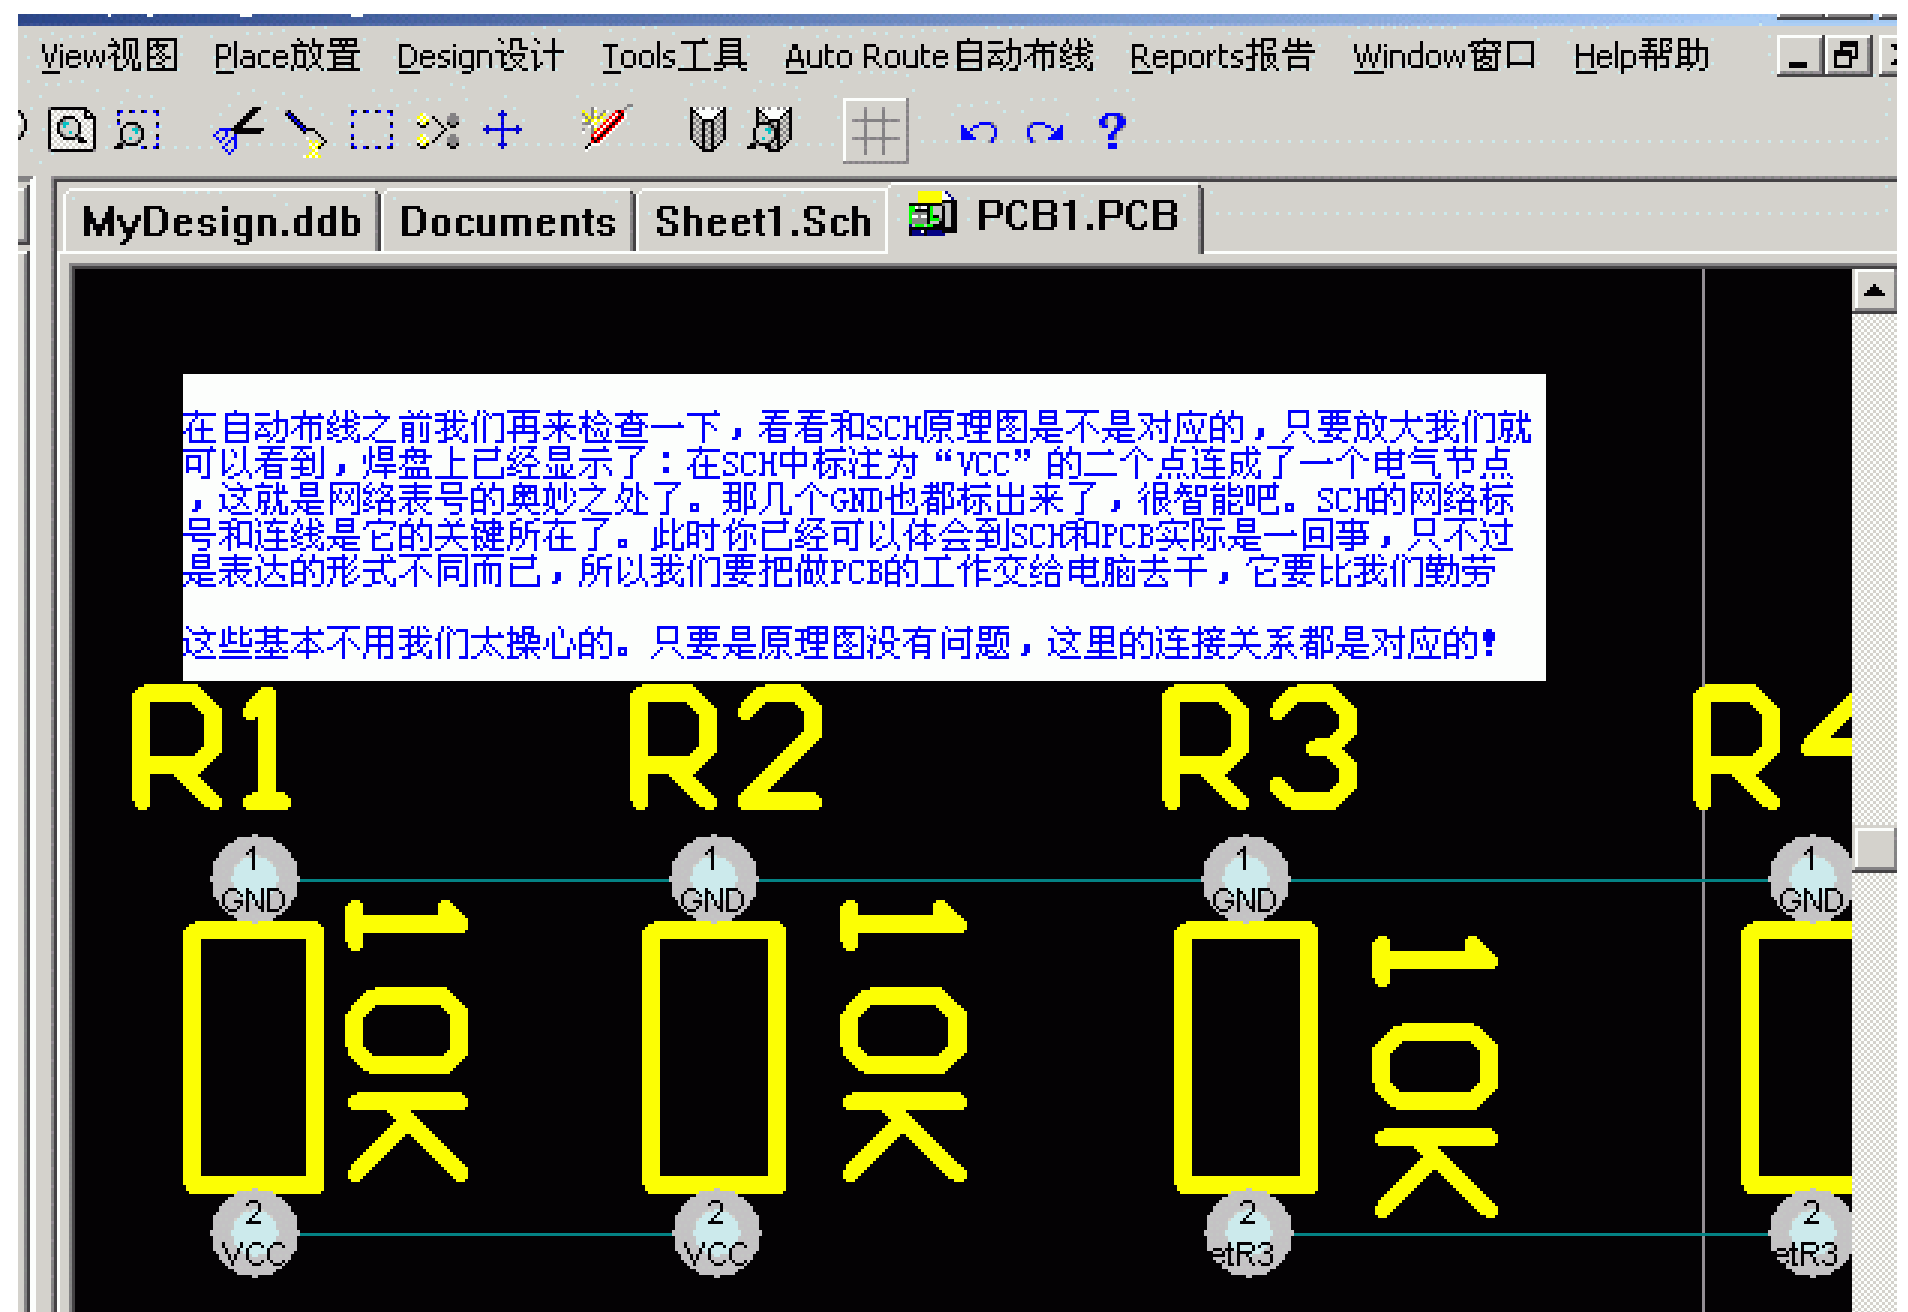 View视图 Place放置 Design设计 Tools工具 Auto Route自动布线 Reports报告 Window窗口 Help帮助
MyDesign.ddb Documents Sheet1.Sch PCB1.PCB
在自动布线之前我们再来检查一下，看看和SCH原理图是不是对应的，只要放大我们就
可以看到，焊盘上已经显示了：在SCH中标注为“VCC”的二个点连成了一个电气节点
，这就是网络表号的奥妙之处了。那几个GND也都标出来了，很智能吧。SCH的网络标
号和连线是它的关键所在了。此时你已经可以体会到SCH和PCB实际是一回事，只不过
是表达的形式不同而已，所以我们要把做PCB的工作交给电脑去干，它要比我们勤劳
这些基本不用我们太操心的。只要是原理图没有问题，这里的连接关系都是对应的!
R1 R2 R3 R4
1 1 1 1
GND GND GND GND
10K 10K 10K
2 2 2 2
VCC VCC etR3 etR3